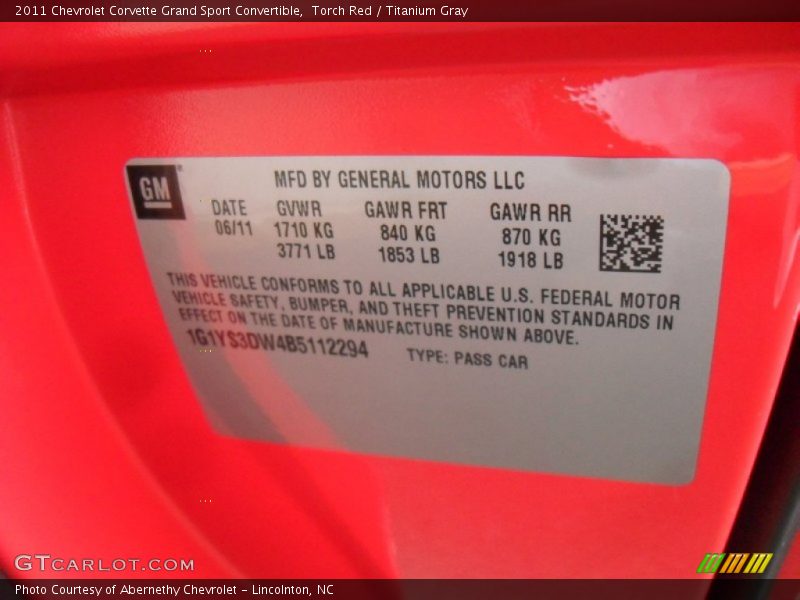 2011 Chevrolet Corvette Grand Sport Convertible,  Torch Red / Titanium Gray
GM
MFD BY GENERAL MOTORS LLC
DATE GVWR GAWR FRT GAWR RR
06/11 1710 KG 840 KG 870 KG
3771 LB 1853 LB 1918 LB
THIS VEHICLE CONFORMS TO ALL APPLICABLE U.S. FEDERAL MOTOR
VEHICLE SAFETY, BUMPER, AND THEFT PREVENTION STANDARDS IN
EFFECT ON THE DATE OF MANUFACTURE SHOWN ABOVE.
1G1YS3DW4B5112294 TYPE: PASS CAR
GTCARLOT.COM
Photo Courtesy of Abernethy Chevrolet - Lincolnton, NC